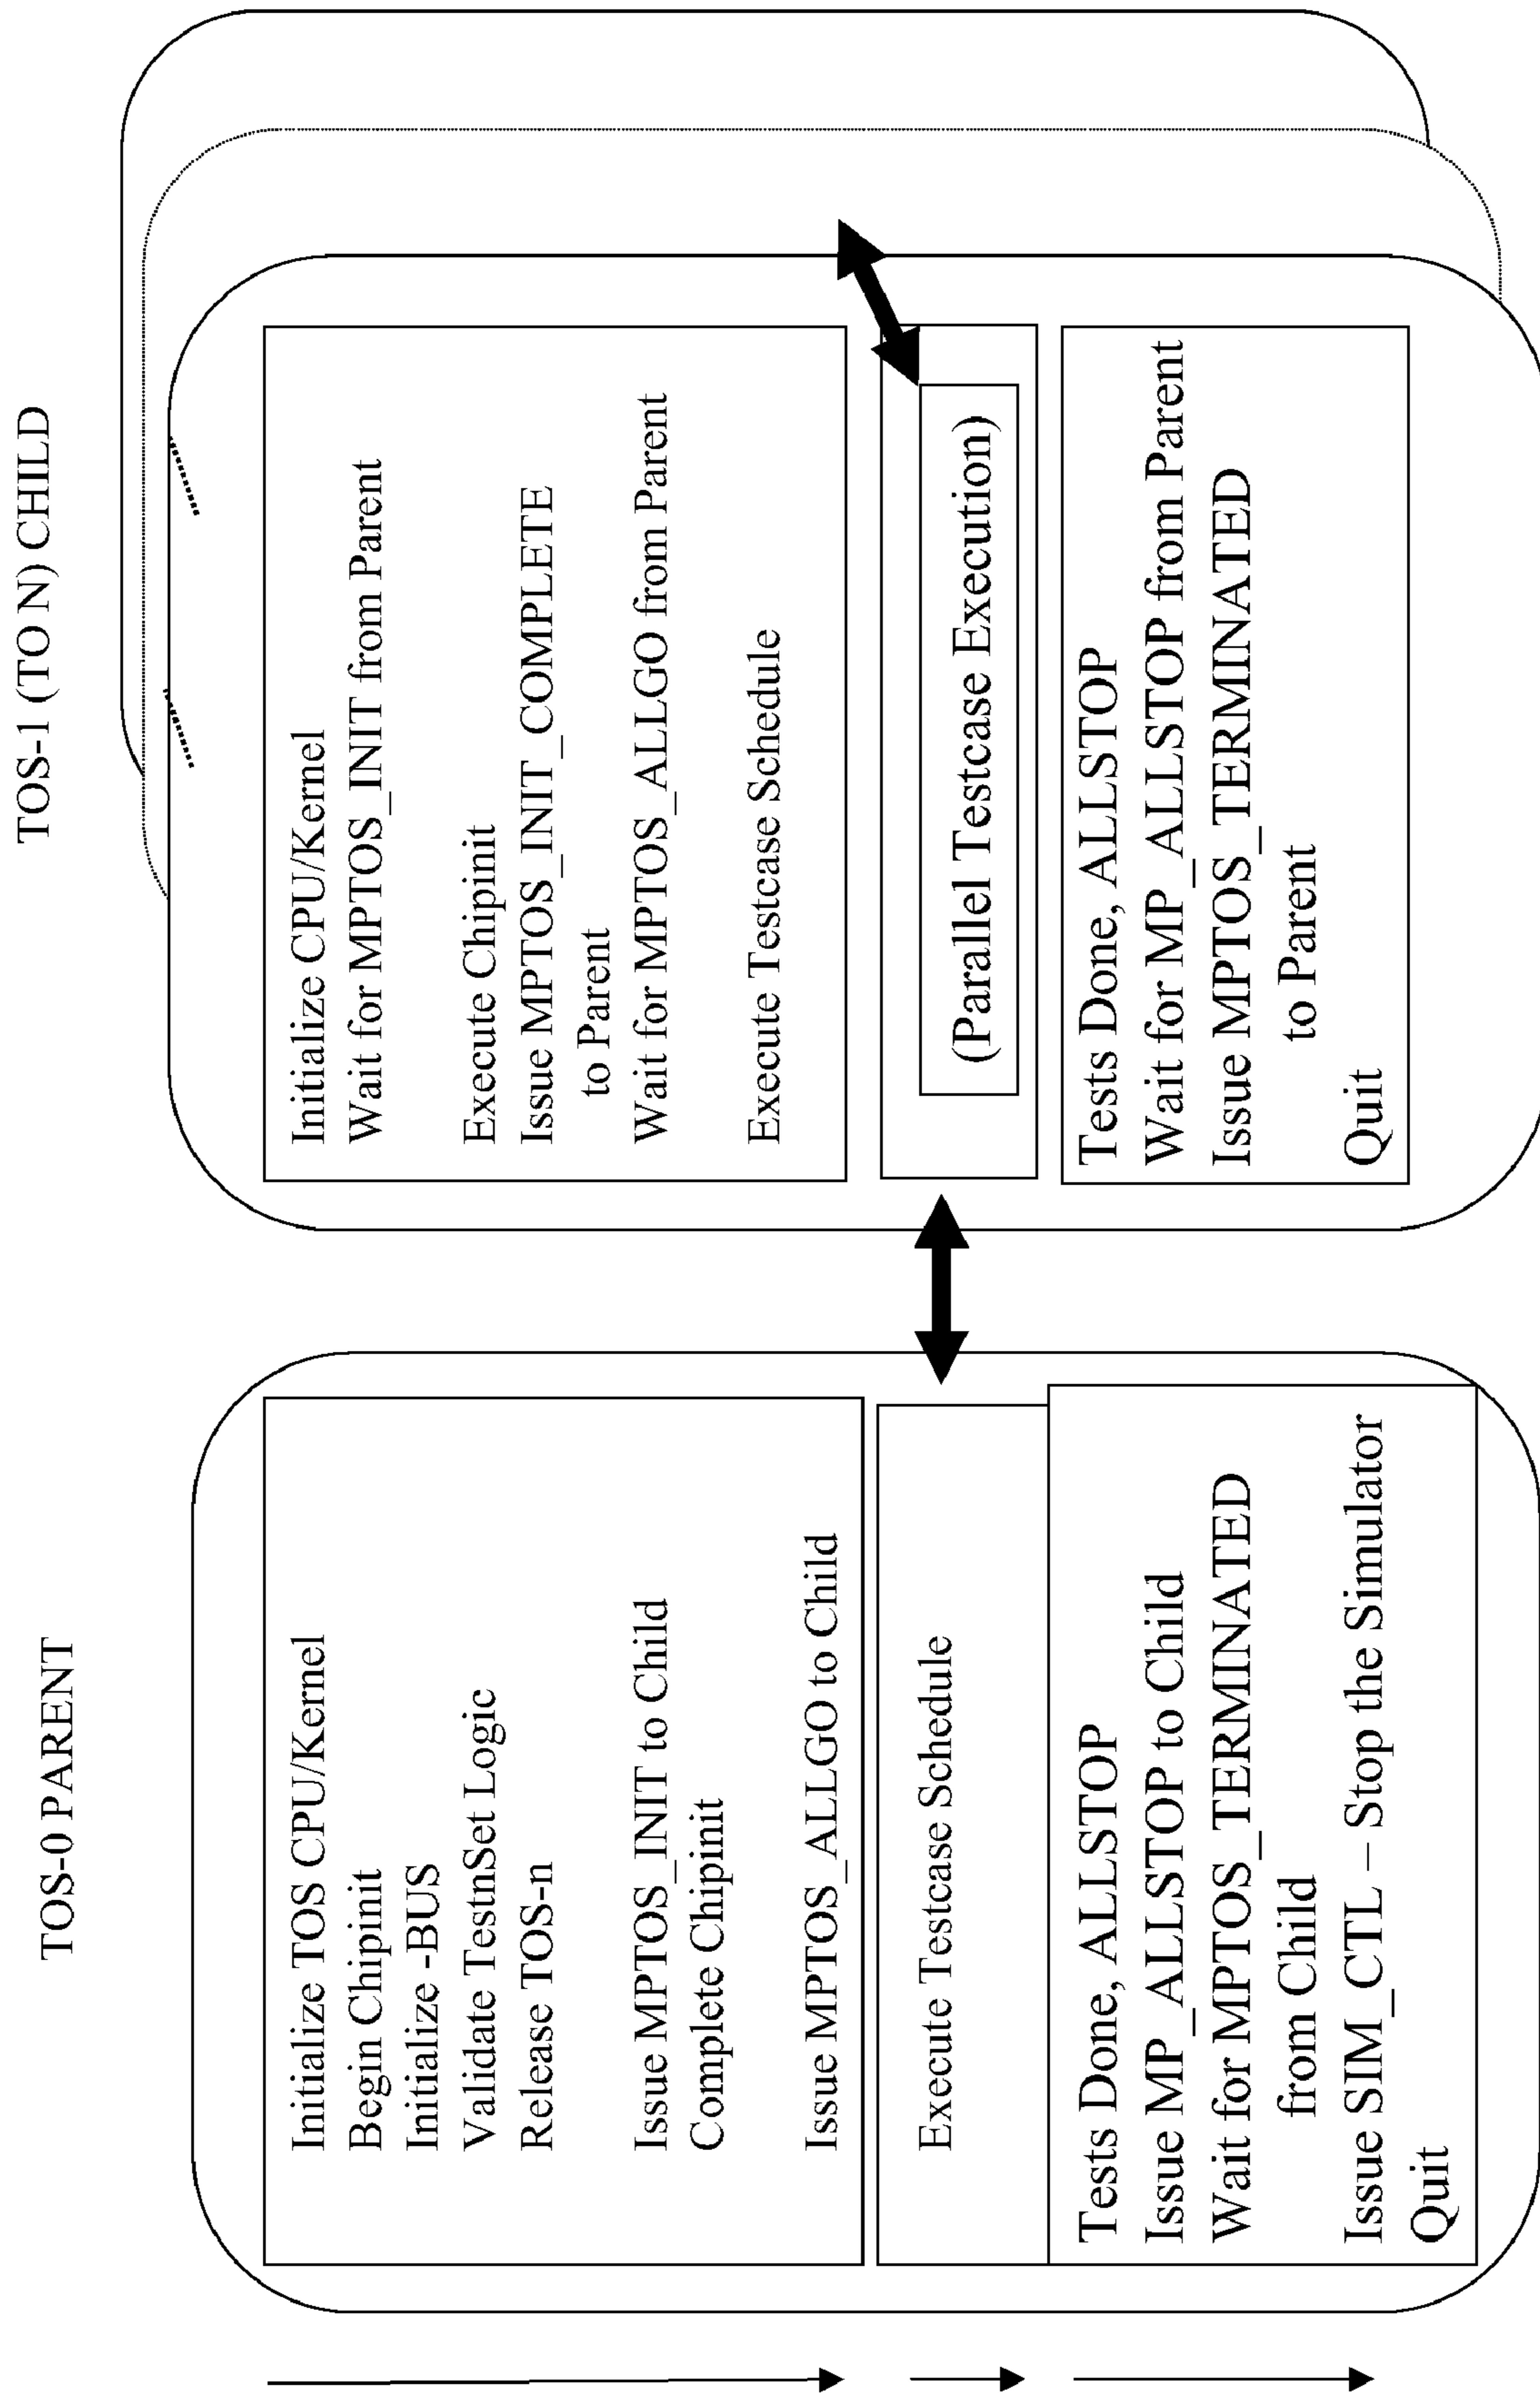 TOS-0 PARENT
Initialize TOS CPU/Kernel
Begin Chipinit
Initialize -BUS
Validate TestnSet Logic
Release TOS-n
Issue MPTOS_INIT to Child
Complete Chipinit
Issue MPTOS_ALLGO to Child
Execute Testcase Schedule
Tests Done, ALLSTOP
Issue MP_ALLSTOP to Child
Wait for MPTOS_TERMINATED
from Child
Issue SIM_CTL – Stop the Simulator
Quit
TOS-1 (TO N) CHILD
Initialize CPU/Kernel
Wait for MPTOS_INIT from Parent
Execute Chipinit
Issue MPTOS_INIT_COMPLETE
to Parent
Wait for MPTOS_ALLGO from Parent
Execute Testcase Schedule
(Parallel Testcase Execution)
Tests Done, ALLSTOP
Wait for MP_ALLSTOP from Parent
Issue MPTOS_TERMINATED
to Parent
Quit